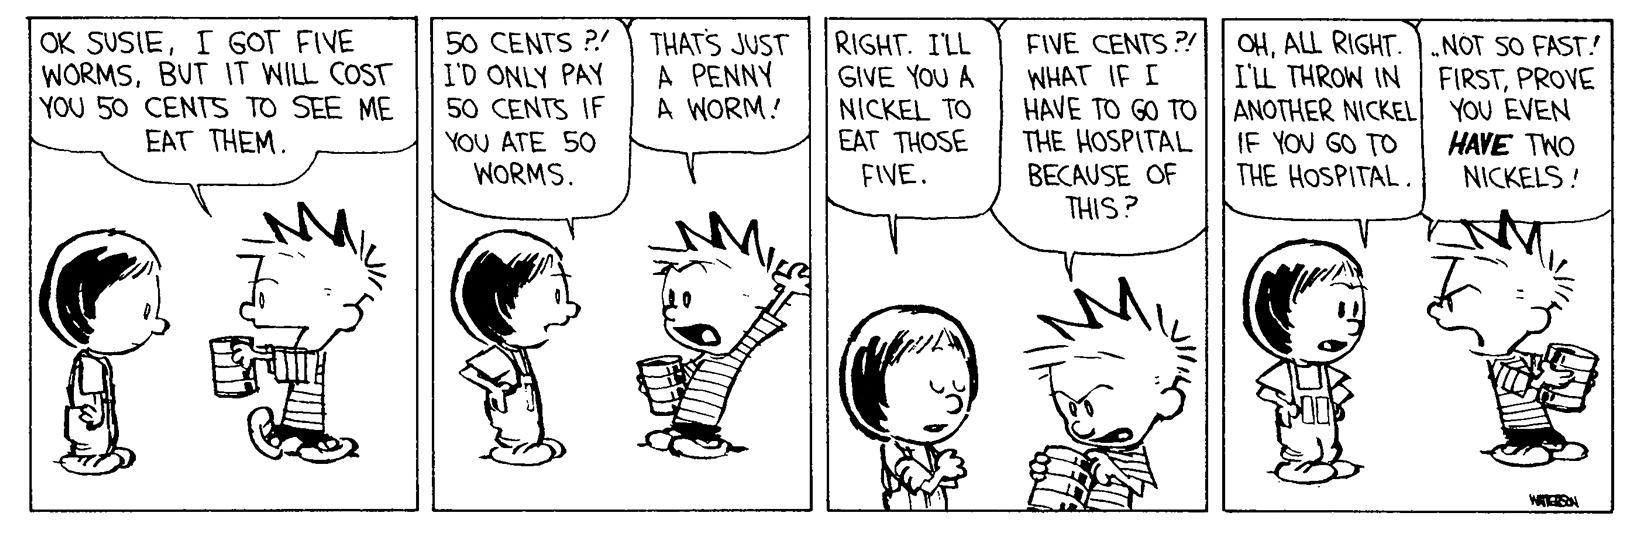 OK SUSIE, I GOT FIVE
WORMS, BUT IT WILL COST
YOU 50 CENTS TO SEE ME
EAT THEM.
50 CENTS?!
I'D ONLY PAY
50 CENTS IF
YOU ATE 50
WORMS.
THAT'S JUST
A PENNY
A WORM!
RIGHT. I'LL
GIVE YOU A
NICKEL TO
EAT THOSE
FIVE.
FIVE CENTS?!
WHAT IF I
HAVE TO GO TO
THE HOSPITAL
BECAUSE OF
THIS?
OH, ALL RIGHT.
I'LL THROW IN
ANOTHER NICKEL
IF YOU GO TO
THE HOSPITAL.
..NOT SO FAST!
FIRST, PROVE
YOU EVEN
HAVE TWO
NICKELS!
WATTERSON